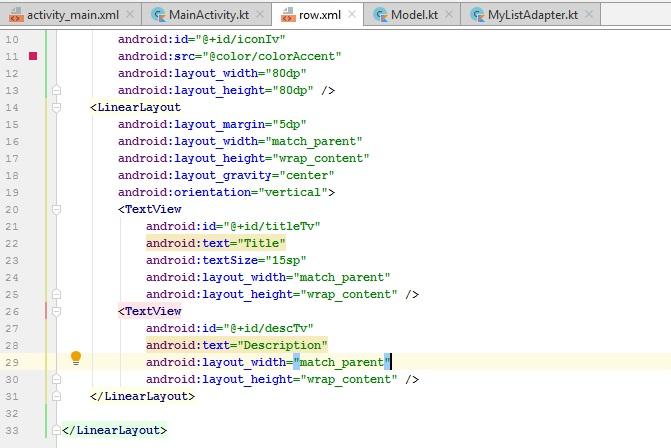 activity_main.xml MainActivity.kt row.xml Model.kt MyListAdapter.kt
10 android:id="@+id/iconIv"
11 android:src="@color/colorAccent"
12 android:layout_width="80dp"
13 android:layout_height="80dp" />
14 <LinearLayout
15 android:layout_margin="5dp"
16 android:layout_width="match_parent"
17 android:layout_height="wrap_content"
18 android:layout_gravity="center"
19 android:orientation="vertical">
20 <TextView
21 android:id="@+id/titleTv"
22 android:text="Title"
23 android:textSize="15sp"
24 android:layout_width="match_parent"
25 android:layout_height="wrap_content" />
26 <TextView
27 android:id="@+id/descTv"
28 android:text="Description"
29 android:layout_width="match_parent"
30 android:layout_height="wrap_content" />
31 </LinearLayout>
32
33 </LinearLayout>